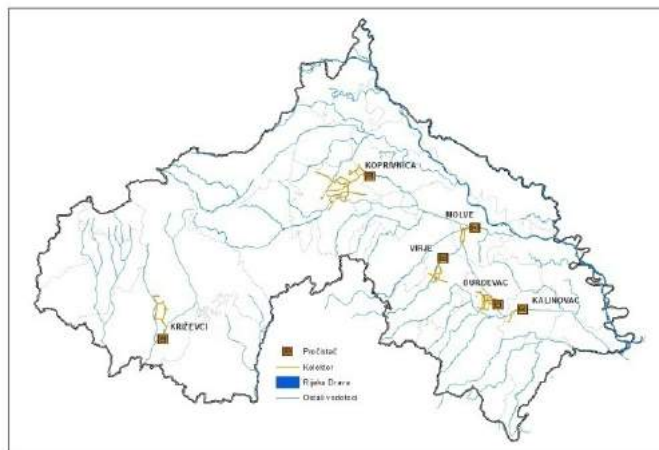 KOPRIVNICA
MOLVE
VIRJE
ĐURĐEVAC
KALINOVAC
KRIŽEVCI
Pročistač
Kolektor
Rijeka Drava
Ostali vodotoci